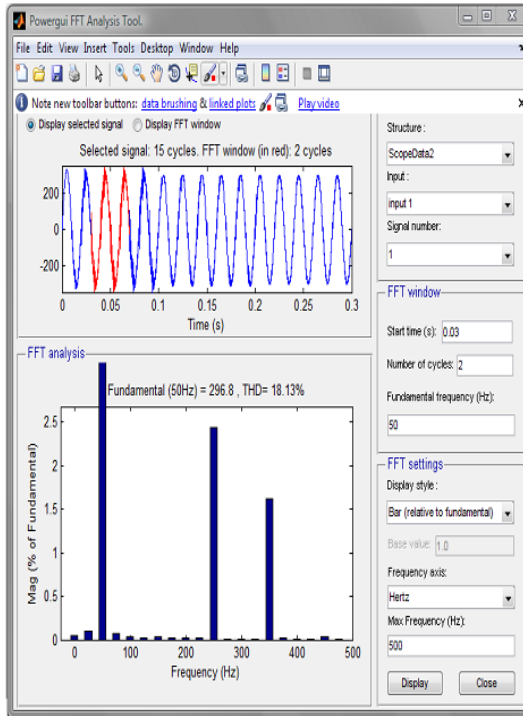 Powergui FFT Analysis Tool.
File Edit View Insert Tools Desktop Window Help
Note new toolbar buttons: data brushing & linked plots Play video
Display selected signal Display FFT window
Selected signal: 15 cycles. FFT window (in red): 2 cycles
200
0
-200
0 0.05 0.1 0.15 0.2 0.25 0.3
Time (s)
FFT analysis
Fundamental (50Hz) = 296.8 , THD= 18.13%
2.5
2
1.5
1
0.5
0
Mag (% of Fundamental)
0 100 200 300 400 500
Frequency (Hz)
Structure :
ScopeData2
Input :
input 1
Signal number:
1
FFT window
Start time (s): 0.03
Number of cycles: 2
Fundamental frequency (Hz):
50
FFT settings
Display style :
Bar (relative to fundamental)
Base value: 1.0
Frequency axis:
Hertz
Max Frequency (Hz):
500
Display Close